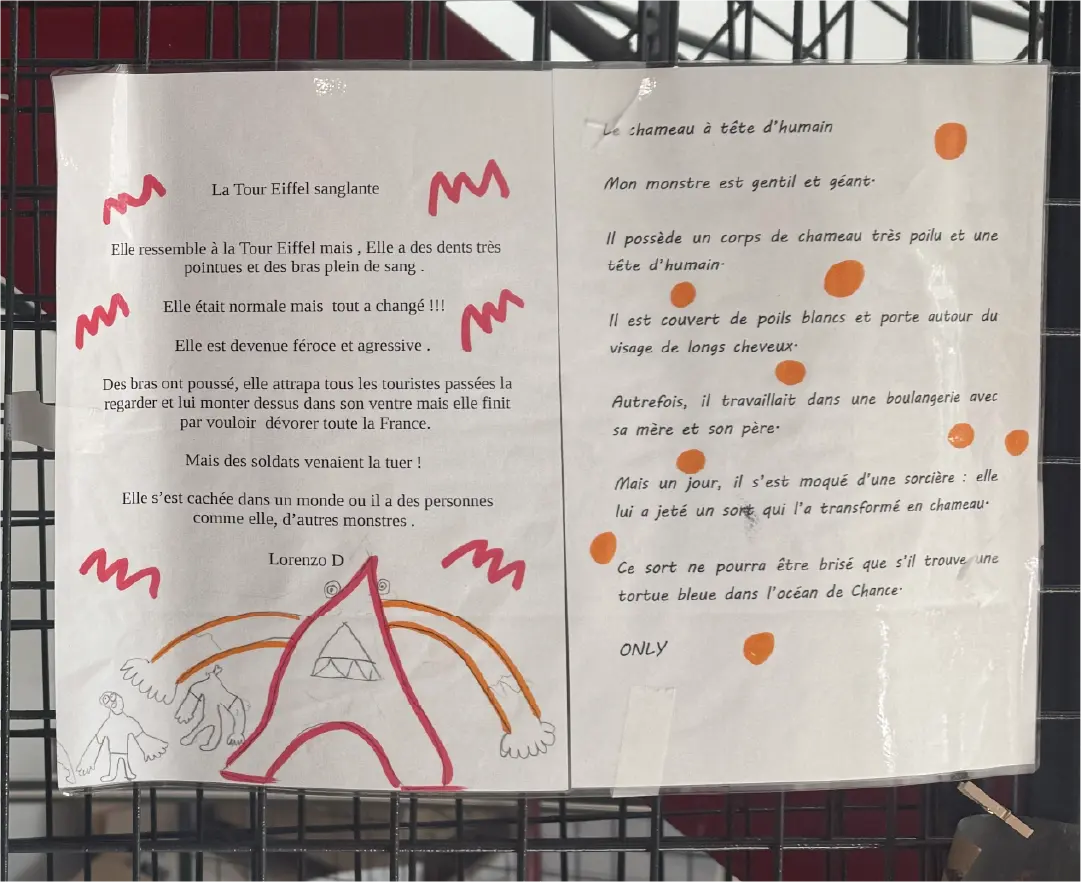 La Tour Eiffel sanglante
Elle ressemble à la Tour Eiffel mais , Elle a des dents très
pointues et des bras plein de sang .
Elle était normale mais tout a changé !!!
Elle est devenue féroce et agressive .
Des bras ont poussé, elle attrapa tous les touristes passées la
regarder et lui monter dessus dans son ventre mais elle finit
par vouloir dévorer toute la France.
Mais des soldats venaient la tuer !
Elle s'est cachée dans un monde ou il a des personnes
comme elle, d'autres monstres .
Lorenzo D
Le chameau à tête d'humain
Mon monstre est gentil et géant.
Il possède un corps de chameau très poilu et une
tête d'humain.
Il est couvert de poils blancs et porte autour du
visage de longs cheveux.
Autrefois, il travaillait dans une boulangerie avec
sa mère et son père.
Mais un jour, il s'est moqué d'une sorcière : elle
lui a jeté un sort qui l'a transformé en chameau.
Ce sort ne pourra être brisé que s'il trouve une
tortue bleue dans l'océan de Chance.
ONLY